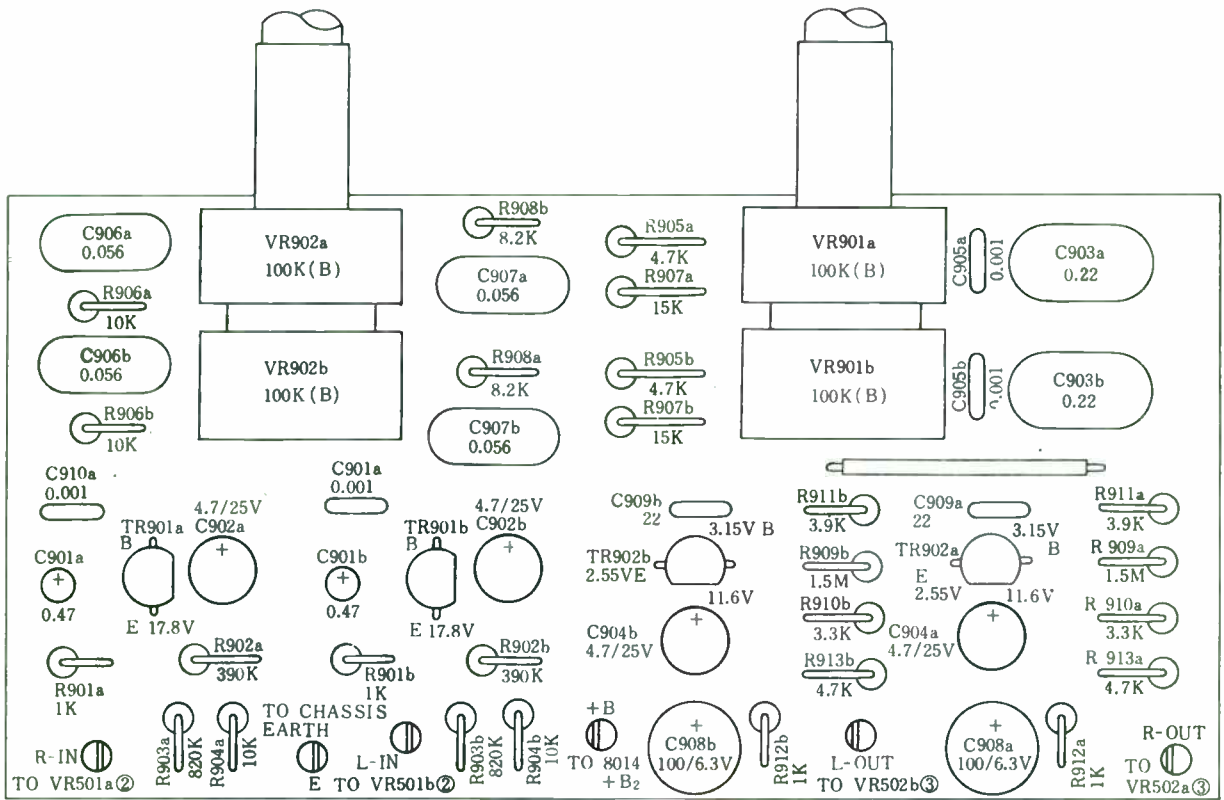 R908b
8.2K
C906a
0.056
VR902a
100K(B)
R905a
4.7K
VR901a
100K(B)
C905a
0.001
C903a
0.22
C907a
0.056
R907a
15K
R906a
10K
C906b
0.056
VR902b
100K(B)
R908a
8.2K
R905b
4.7K
VR901b
100K(B)
C905b
0.001
C903b
0.22
R906b
10K
C907b
0.056
R907b
15K
C910a
0.001
C901a
0.001
4.7/25V
C902a
TR901a
B
4.7/25V
C902b
TR901b
B
C909b
22
3.15V B
R911b
3.9K
C909a
22
3.15V
B
R911a
3.9K
C901a
0.47
E 17.8V
C901b
0.47
E 17.8V
TR902b
2.55VE
11.6V
R909b
1.5M
TR902a
E
2.55V
11.6V
R 909a
1.5M
C904b
4.7/25V
R910b
3.3K
C904a
4.7/25V
R 910a
3.3K
R901a
1K
R902a
390K
R901b
1K
R902b
390K
R913b
4.7K
R 913a
4.7K
R903a
820K
R904a
10K
TO CHASSIS
EARTH
R903b
820K
R904b
10K
+B
C908b
100/6.3V
R912b
1K
C908a
100/6.3V
R912a
1K
R-OUT
R-IN
TO VR501a②
E
L-IN
TO VR501b②
TO 8014
+B₂
L-OUT
TO VR502b③
TO
VR502a③